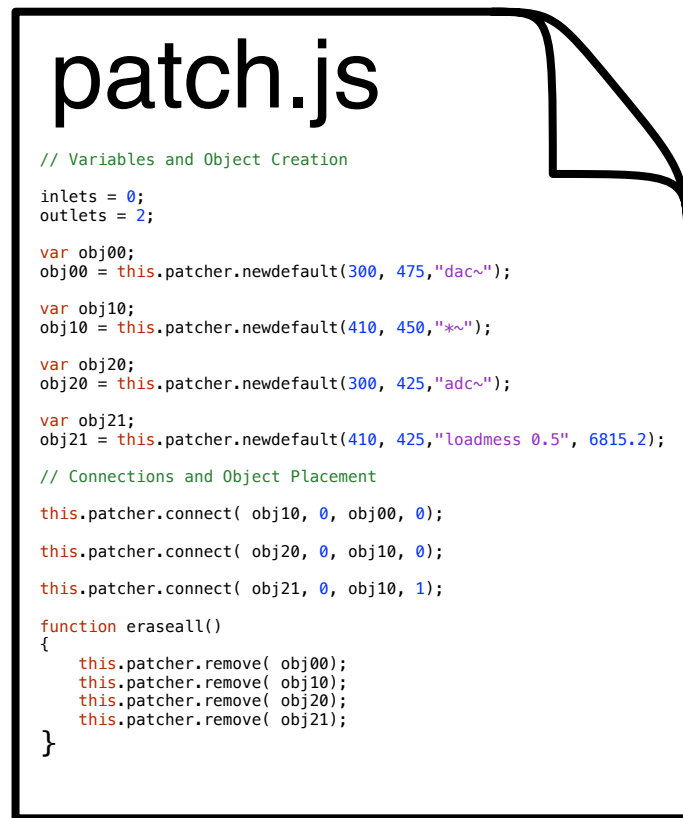 patch.js
// Variables and Object Creation
inlets = 0;
outlets = 2;
var obj00;
obj00 = this.patcher.newdefault(300, 475,"dac~");
var obj10;
obj10 = this.patcher.newdefault(410, 450,"*~");
var obj20;
obj20 = this.patcher.newdefault(300, 425,"adc~");
var obj21;
obj21 = this.patcher.newdefault(410, 425,"loadmess 0.5", 6815.2);
// Connections and Object Placement
this.patcher.connect( obj10, 0, obj00, 0);
this.patcher.connect( obj20, 0, obj10, 0);
this.patcher.connect( obj21, 0, obj10, 1);
function eraseall()
{
    this.patcher.remove( obj00);
    this.patcher.remove( obj10);
    this.patcher.remove( obj20);
    this.patcher.remove( obj21);
}